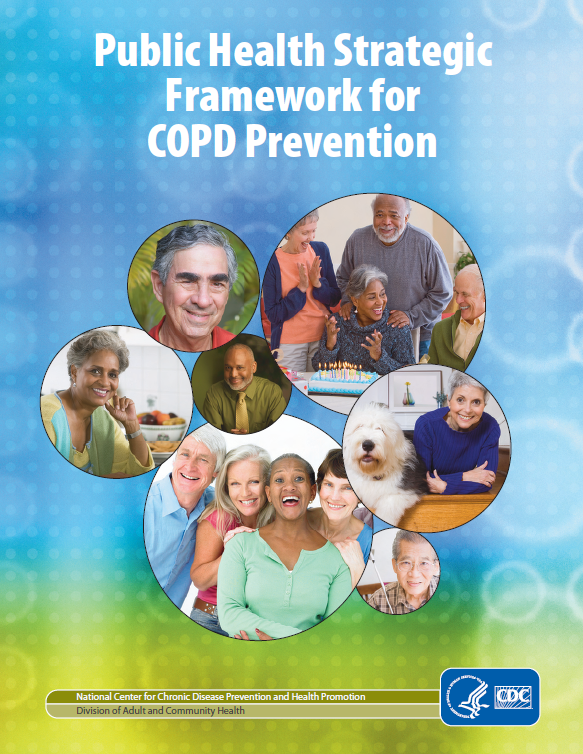 Public Health Strategic
Framework for
COPD Prevention
National Center for Chronic Disease Prevention and Health Promotion
Division of Adult and Community Health
CDC